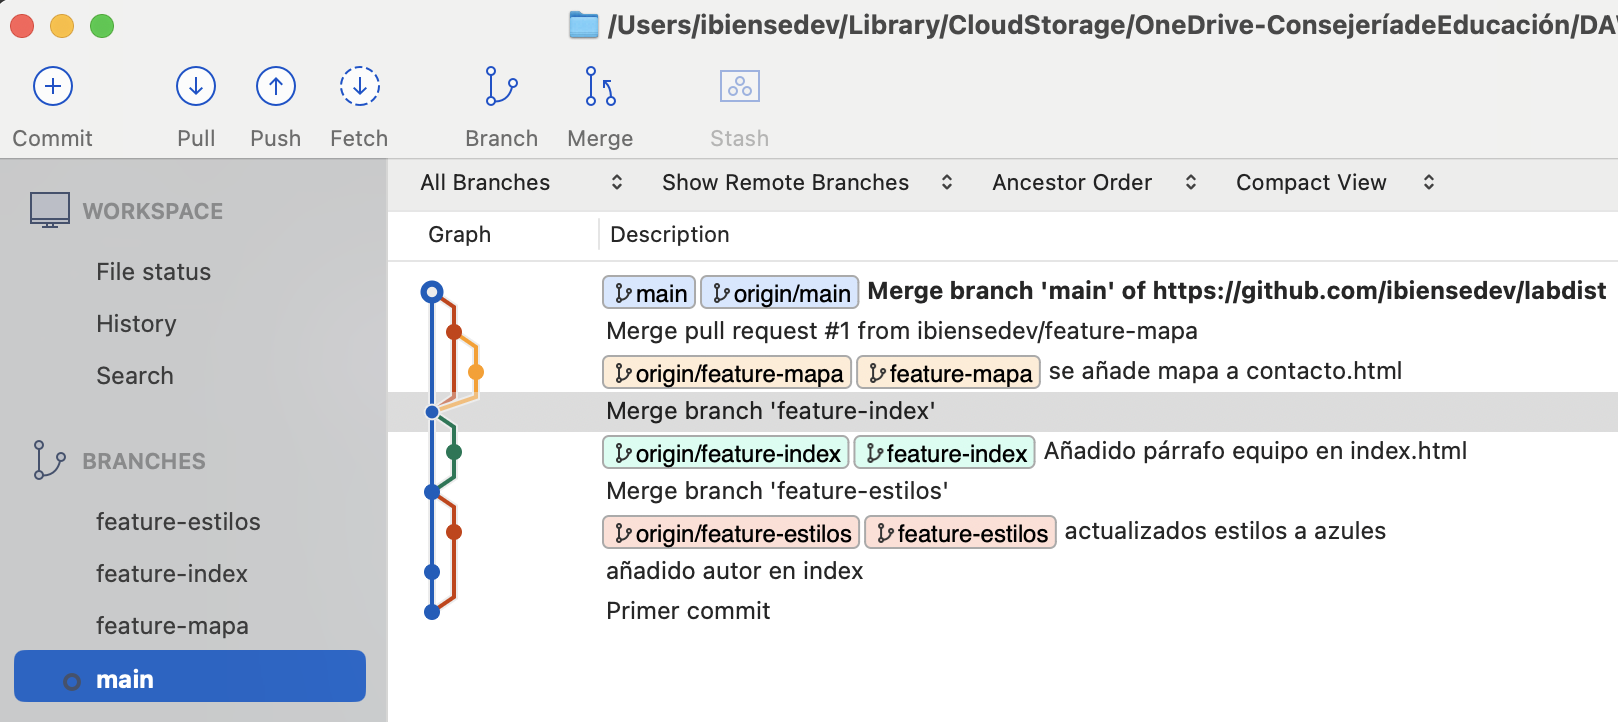 /Users/ibiensedev/Library/CloudStorage/OneDrive-ConsejeríadeEducación/DA
Commit Pull Push Fetch Branch Merge Stash
All Branches Show Remote Branches Ancestor Order Compact View
WORKSPACE
File status
History
Search
BRANCHES
feature-estilos
feature-index
feature-mapa
main
Graph Description
main origin/main Merge branch 'main' of https://github.com/ibiensedev/labdist
Merge pull request #1 from ibiensedev/feature-mapa
origin/feature-mapa feature-mapa se añade mapa a contacto.html
Merge branch 'feature-index'
origin/feature-index feature-index Añadido párrafo equipo en index.html
Merge branch 'feature-estilos'
origin/feature-estilos feature-estilos actualizados estilos a azules
añadido autor en index
Primer commit